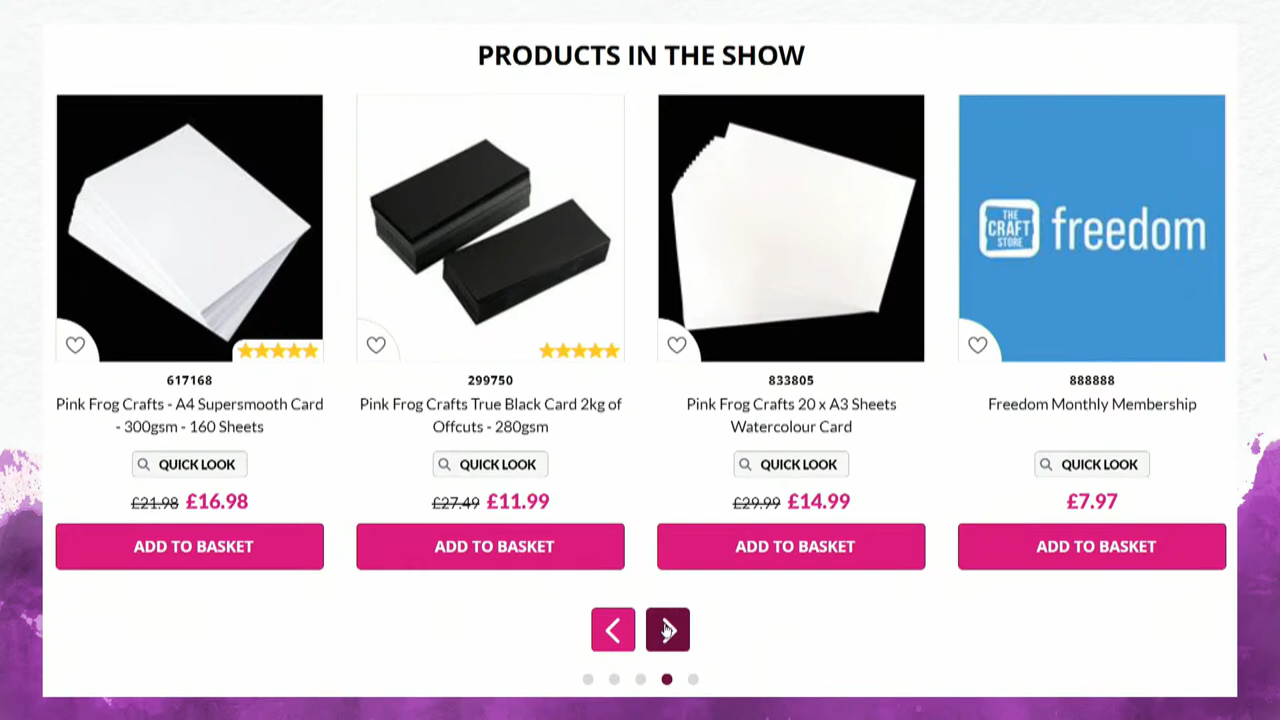 PRODUCTS IN THE SHOW
THE
CRAFT
STORE
freedom
617168
Pink Frog Crafts - A4 Supersmooth Card
- 300gsm - 160 Sheets
QUICK LOOK
£21.98 £16.98
ADD TO BASKET
299750
Pink Frog Crafts True Black Card 2kg of
Offcuts - 280gsm
QUICK LOOK
£27.49 £11.99
ADD TO BASKET
833805
Pink Frog Crafts 20 x A3 Sheets
Watercolour Card
QUICK LOOK
£29.99 £14.99
ADD TO BASKET
888888
Freedom Monthly Membership
QUICK LOOK
£7.97
ADD TO BASKET